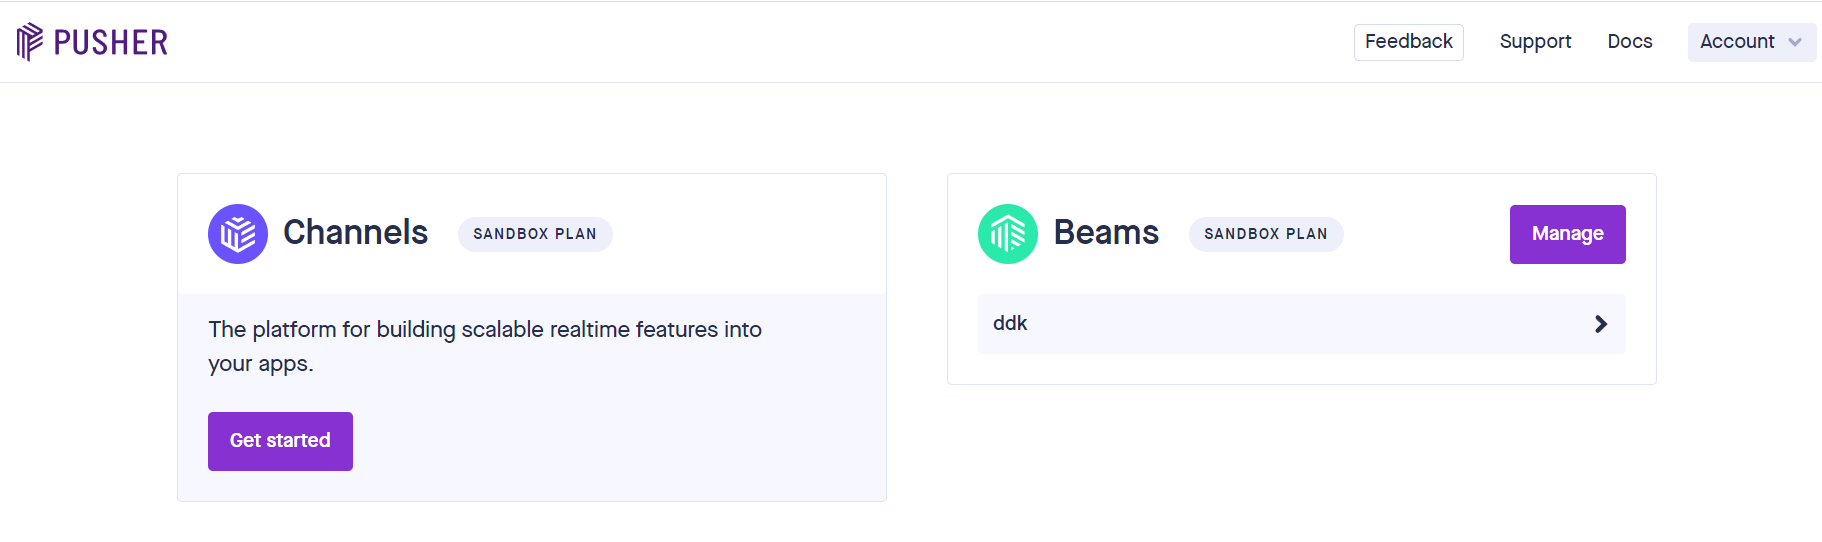 PUSHER
Feedback Support Docs Account
Channels SANDBOX PLAN
The platform for building scalable realtime features into
your apps.
Get started
Beams SANDBOX PLAN Manage
ddk